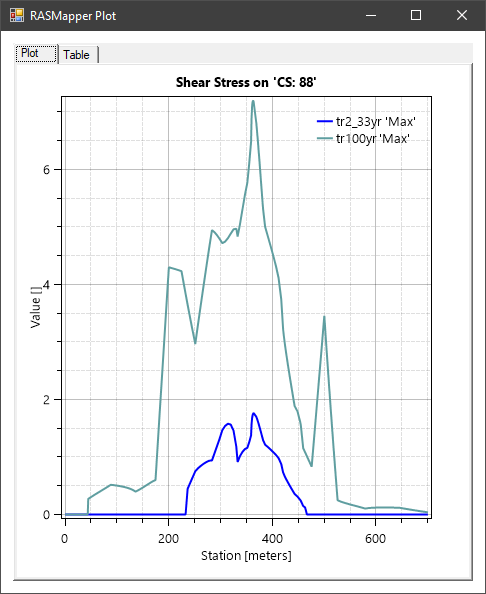 RASMapper Plot
Plot Table
Shear Stress on 'CS: 88'
tr2_33yr 'Max'
tr100yr 'Max'
6
4
Value []
2
0
0 200 400 600
Station [meters]